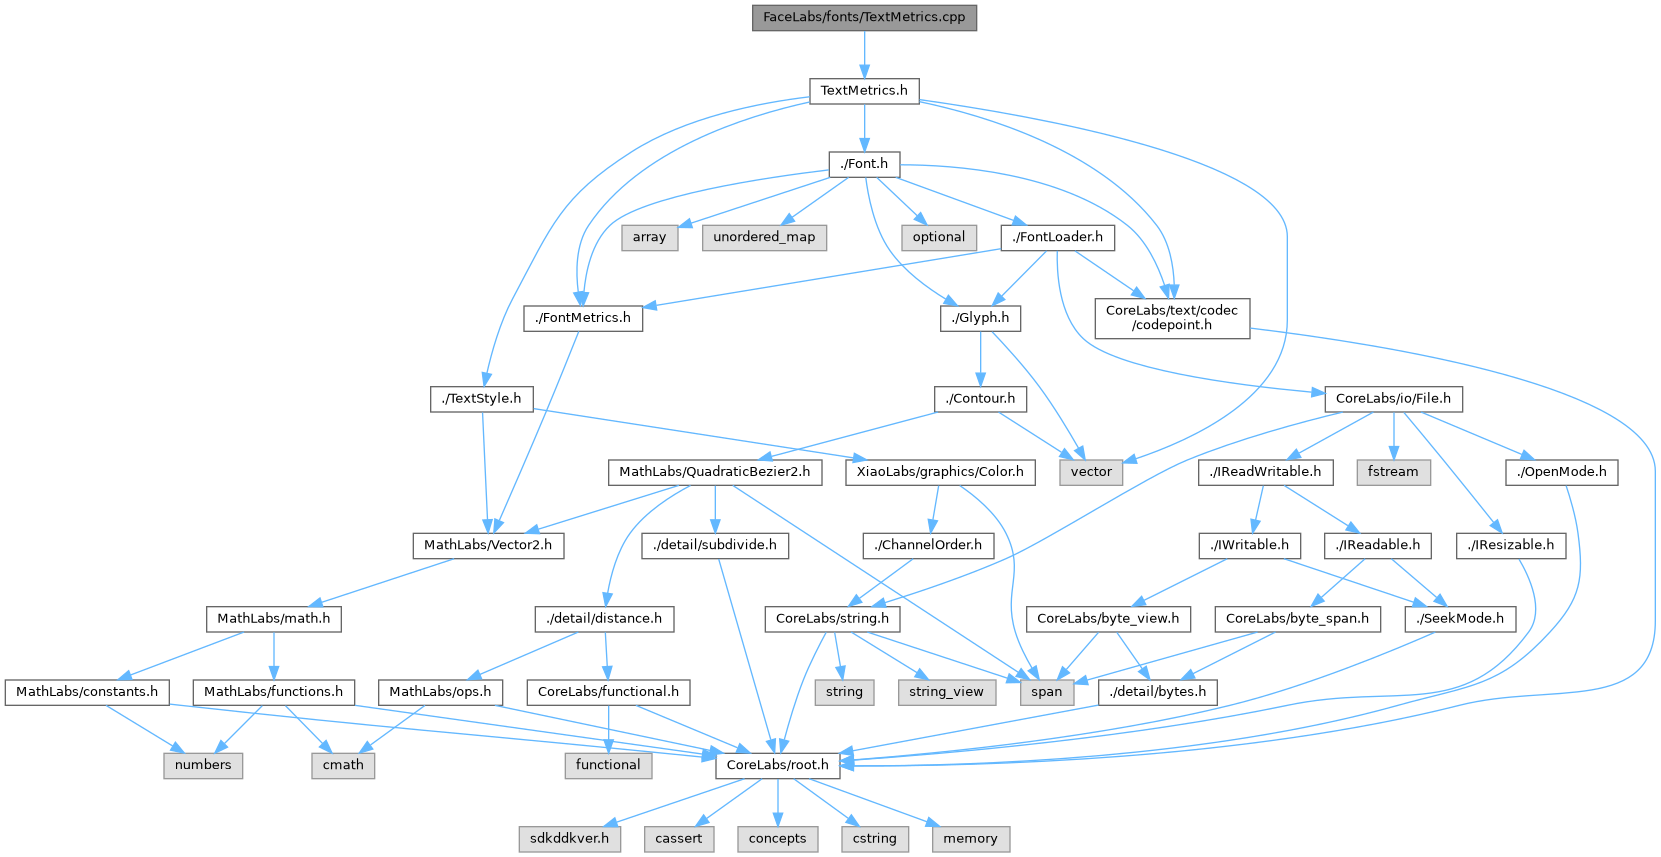 FaceLabs/fonts/TextMetrics.cpp
TextMetrics.h
./Font.h
array
unordered_map
optional
./FontLoader.h
./FontMetrics.h
./Glyph.h
CoreLabs/text/codec
/codepoint.h
./TextStyle.h
./Contour.h
CoreLabs/io/File.h
MathLabs/QuadraticBezier2.h
XiaoLabs/graphics/Color.h
vector
./IReadWritable.h
fstream
./OpenMode.h
MathLabs/Vector2.h
./detail/subdivide.h
./ChannelOrder.h
./IWritable.h
./IReadable.h
./IResizable.h
MathLabs/math.h
./detail/distance.h
CoreLabs/string.h
CoreLabs/byte_view.h
CoreLabs/byte_span.h
./SeekMode.h
MathLabs/constants.h
MathLabs/functions.h
MathLabs/ops.h
CoreLabs/functional.h
string
string_view
span
./detail/bytes.h
numbers
cmath
functional
CoreLabs/root.h
sdkddkver.h
cassert
concepts
cstring
memory